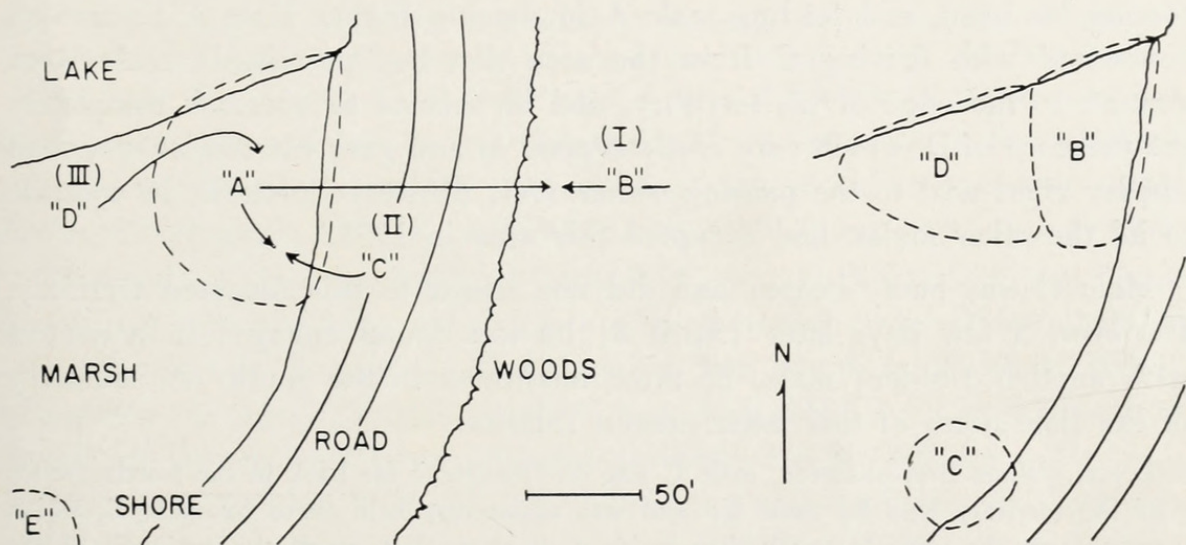 LAKE
(III)
"D"
"A"
(II)
"C"
(I)
"B"
MARSH
WOODS
ROAD
SHORE
"E"
50'
N
"D"
"B"
"C"